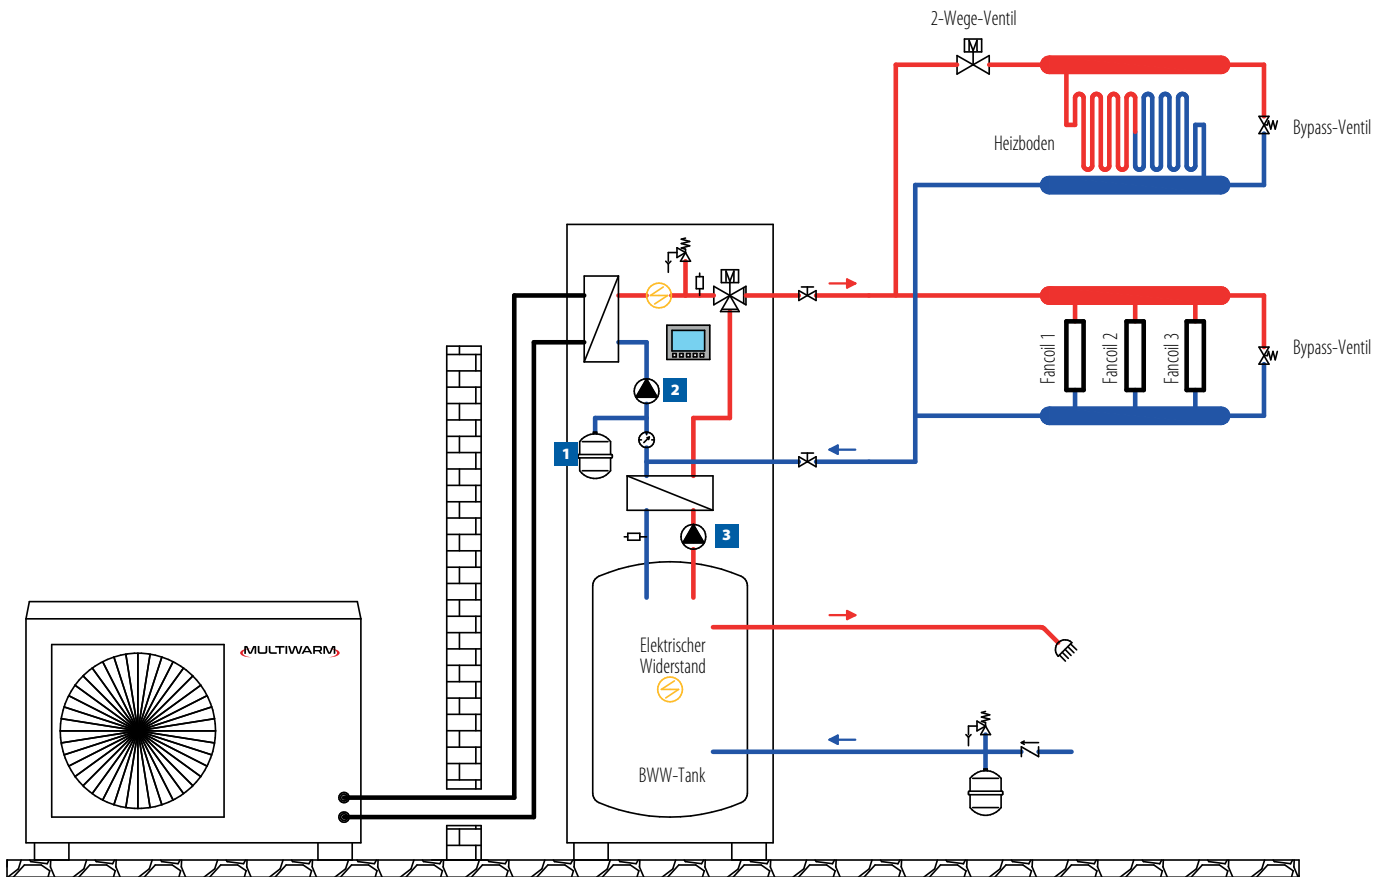 2-Wege-Ventil
Heizboden
Bypass-Ventil
Fancoil 1
Fancoil 2
Fancoil 3
Bypass-Ventil
M
M
2
1
3
MULTIWARM
Elektrischer
Widerstand
BWW-Tank